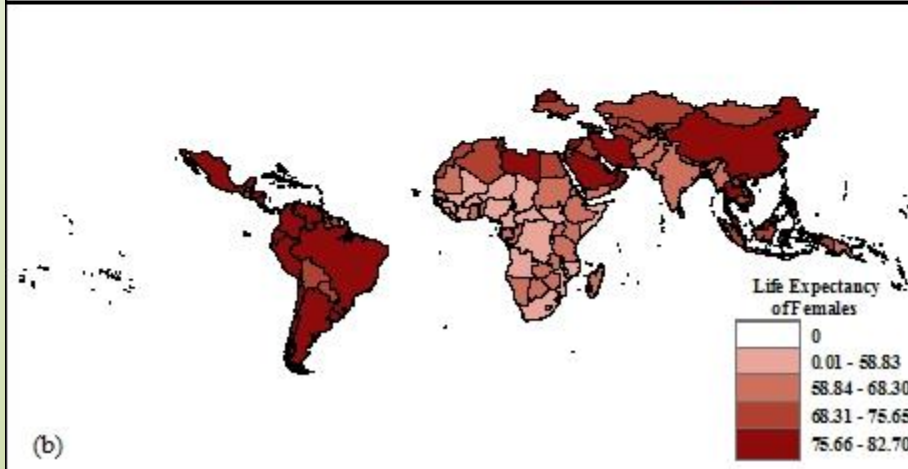 Life Expectancy
of Females
0
0.01 - 58.83
58.84 - 68.30
68.31 - 75.65
75.66 - 82.70
(b)